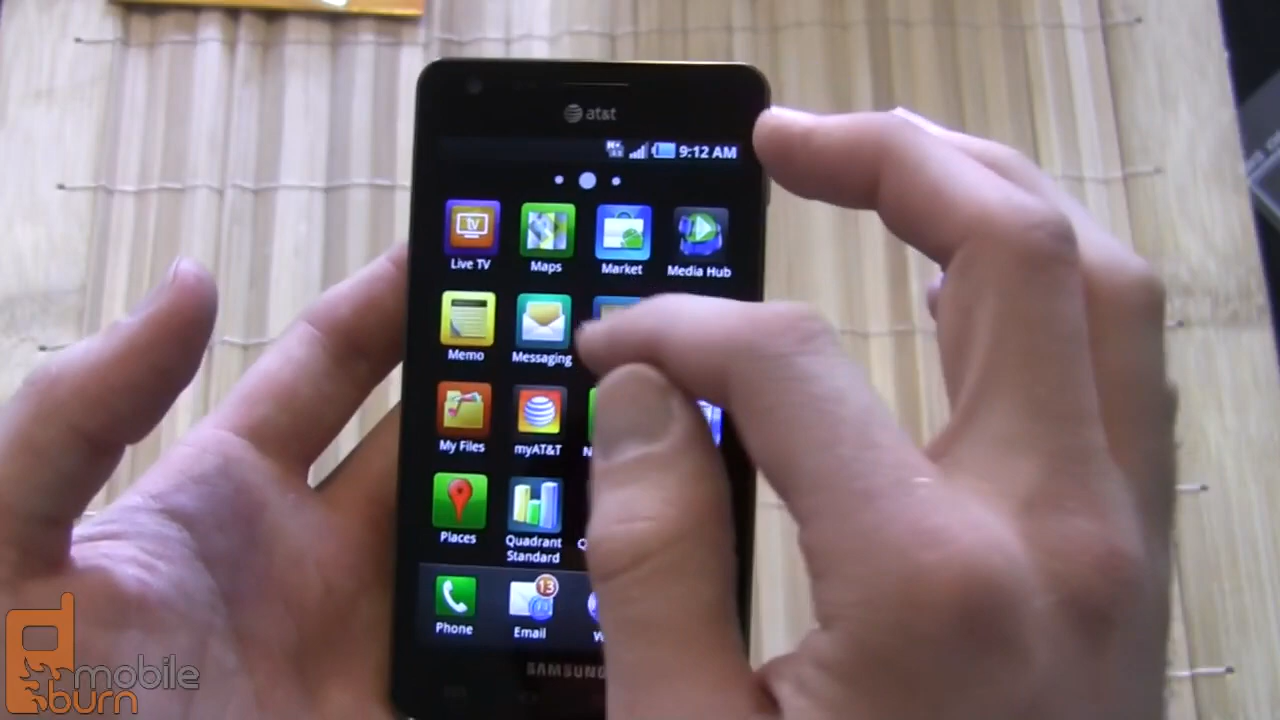 at&t
9:12 AM
TV
Live TV Maps Market Media Hub
Memo Messaging
My Files myAT&T
Places Quadrant
Standard
13
Phone Email
SAMSUNG
mobile
burn